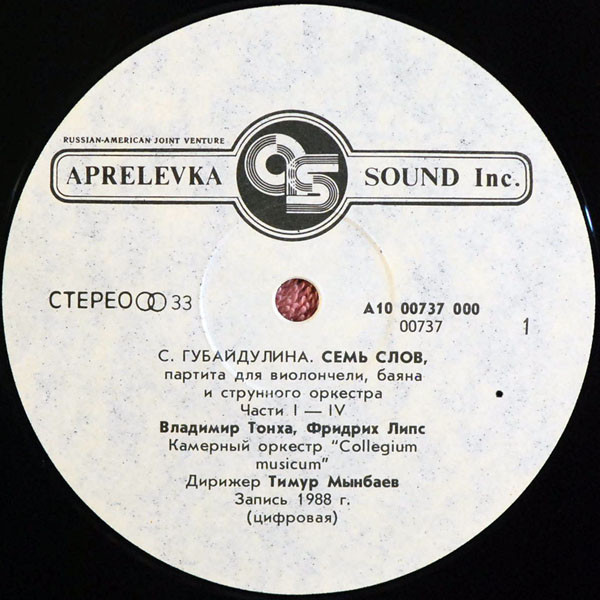 RUSSIAN-AMERICAN JOINT VENTURE
APRELEVKA SOUND Inc.
СТЕРЕО 33
А10 00737 000
00737
1
С. ГУБАЙДУЛИНА. СЕМЬ СЛОВ,
партита для виолончели, баяна
и струнного оркестра
Части I — IV
Владимир Тонха, Фридрих Липс
Камерный оркестр "Collegium
musicum"
Дирижер Тимур Мынбаев
Запись 1988 г.
(цифровая)